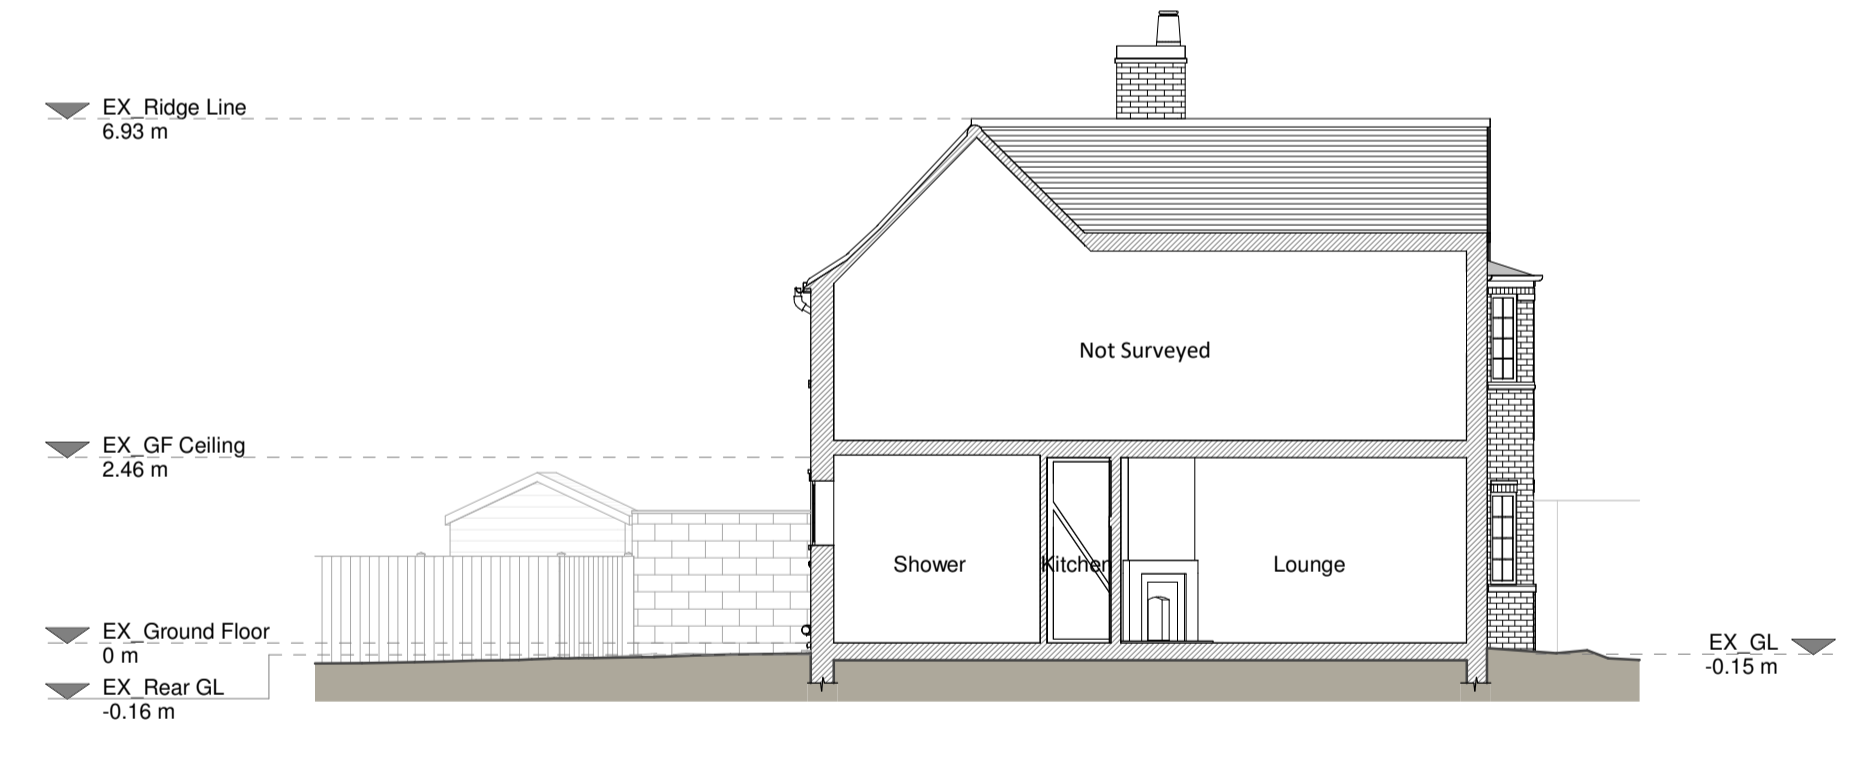 EX_Ridge Line
6.93 m
Not Surveyed
EX_GF Ceiling
2.46 m
Shower
Kitchen
Lounge
EX_Ground Floor
0 m
EX_GL
-0.15 m
EX_Rear GL
-0.16 m